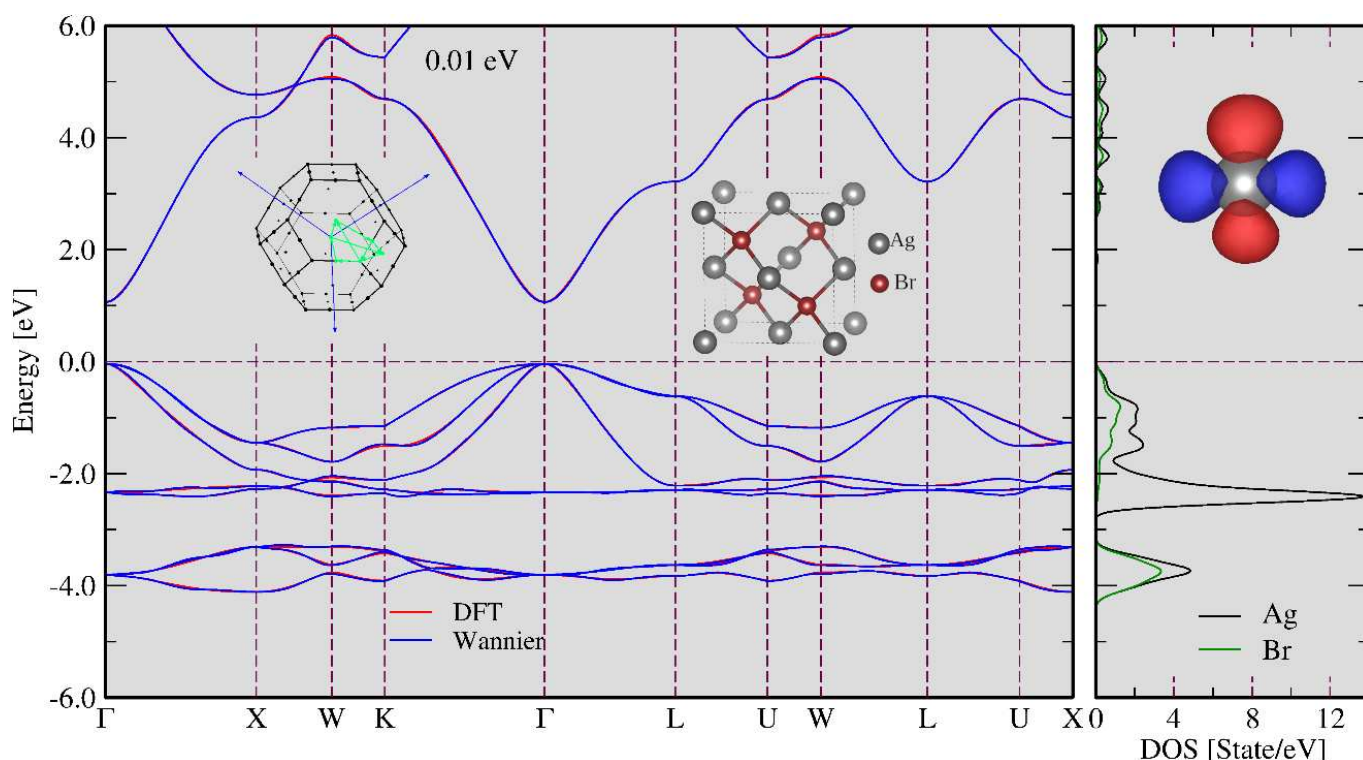 6.0
4.0
2.0
0.0
-2.0
-4.0
-6.0
Energy [eV]
0.01 eV
Ag
Br
DFT
Wannier
Γ X W K Γ L U W L U X
Ag
Br
0 4 8 12
DOS [State/eV]